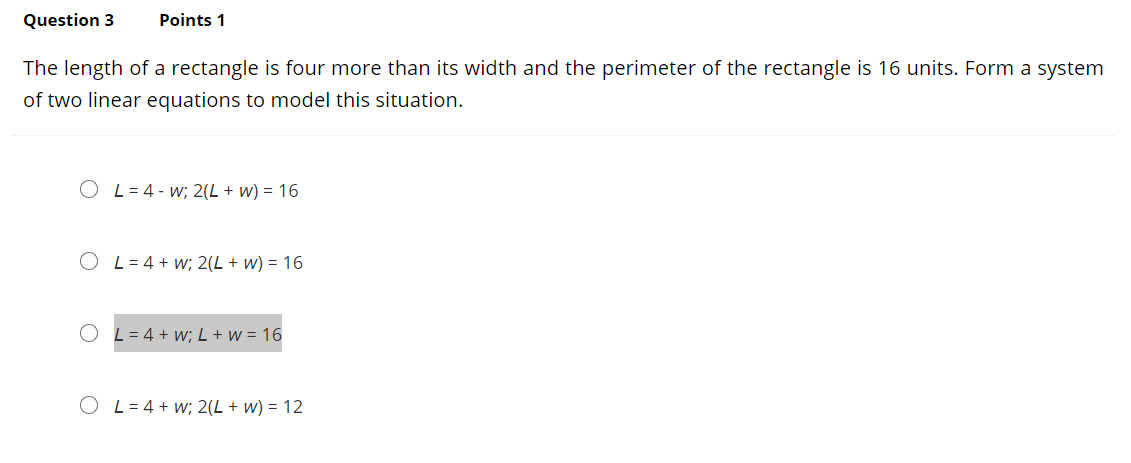 Question 3 Points 1
The length of a rectangle is four more than its width and the perimeter of the rectangle is 16 units. Form a system
of two linear equations to model this situation.
L = 4 - w; 2(L + w) = 16
L = 4 + w; 2(L + w) = 16
L = 4 + w; L + w = 16
L = 4 + w; 2(L + w) = 12